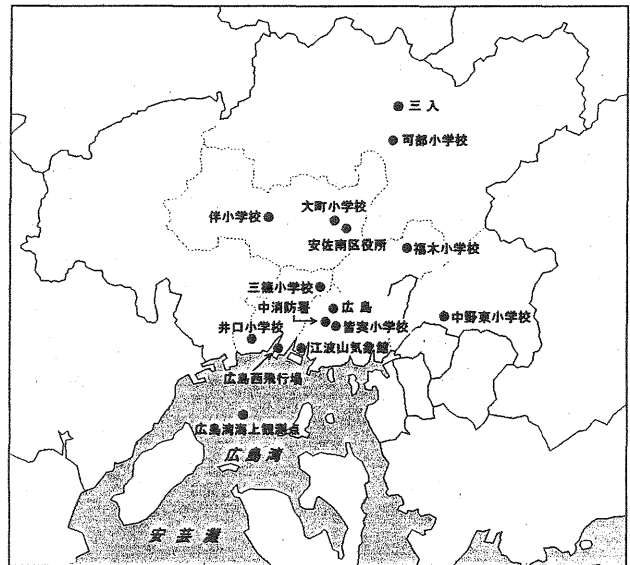 三入
可部小学校
大町小学校
伴小学校
安佐南区役所
福木小学校
三篠小学校
中消防署
広島
井口小学校
皆実小学校
中野東小学校
江波山気象館
広島西飛行場
広島湾海上観測点
広島湾
安芸灘